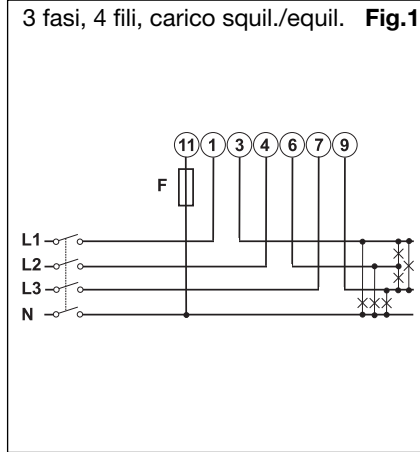 3 fasi, 4 fili, carico squil./equil. Fig.1
11 1 3 4 6 7 9
F
L1
L2
L3
N